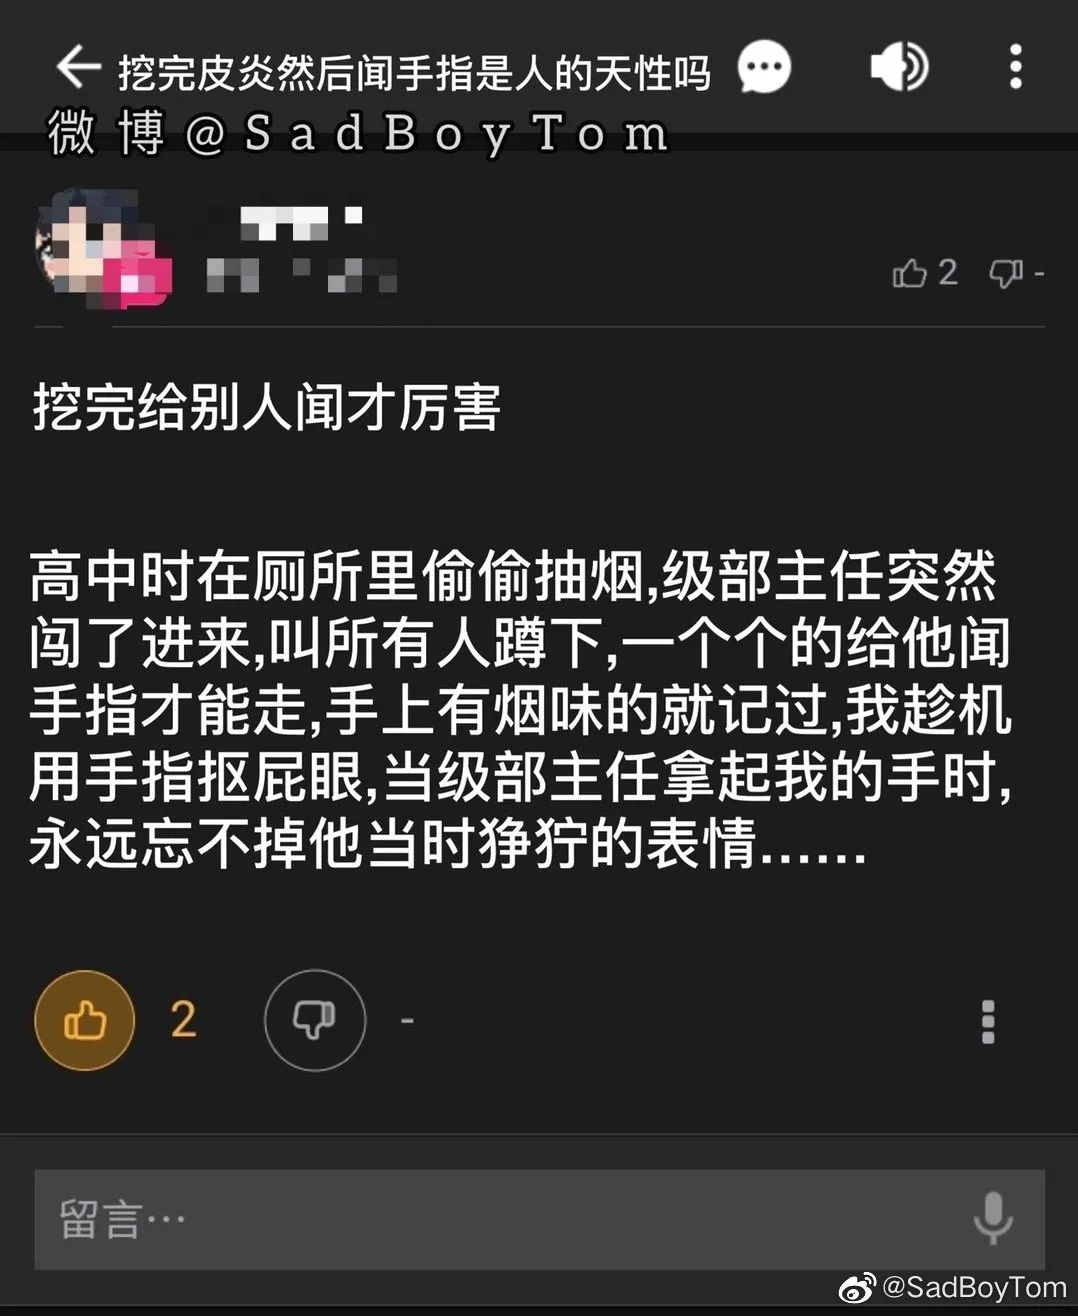 挖完皮炎然后闻手指是人的天性吗
微博@SadBoyTom
2 -
挖完给别人闻才厉害
高中时在厕所里偷偷抽烟,级部主任突然
闯了进来,叫所有人蹲下,一个个的给他闻
手指才能走,手上有烟味的就记过,我趁机
用手指抠屁眼,当级部主任拿起我的手时,
永远忘不掉他当时狰狞的表情......
2 -
留言…
@SadBoyTom